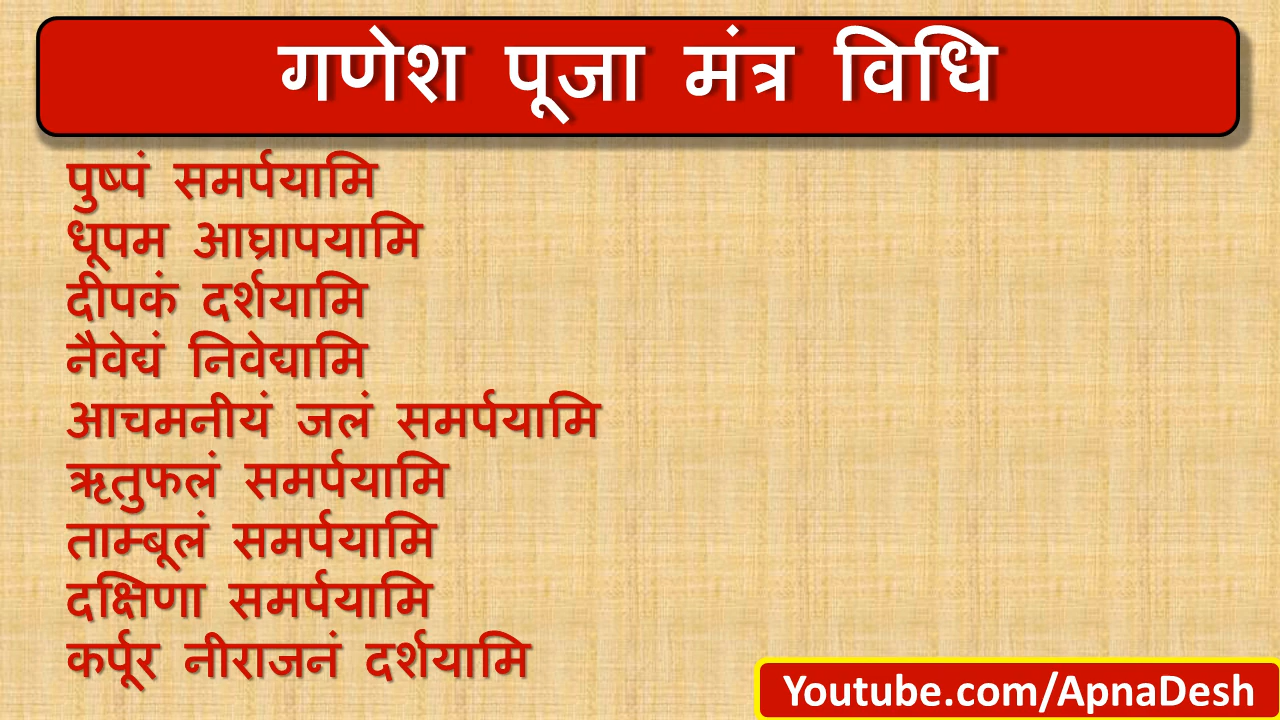 गणेश पूजा मंत्र विधि
पुष्पं समर्पयामि
धूपम आघ्रापयामि
दीपकं दर्शयामि
नैवेद्यं निवेद्यामि
आचमनीयं जलं समर्पयामि
ऋतुफलं समर्पयामि
ताम्बूलं समर्पयामि
दक्षिणा समर्पयामि
कर्पूर नीराजनं दर्शयामि
Youtube.com/ApnaDesh